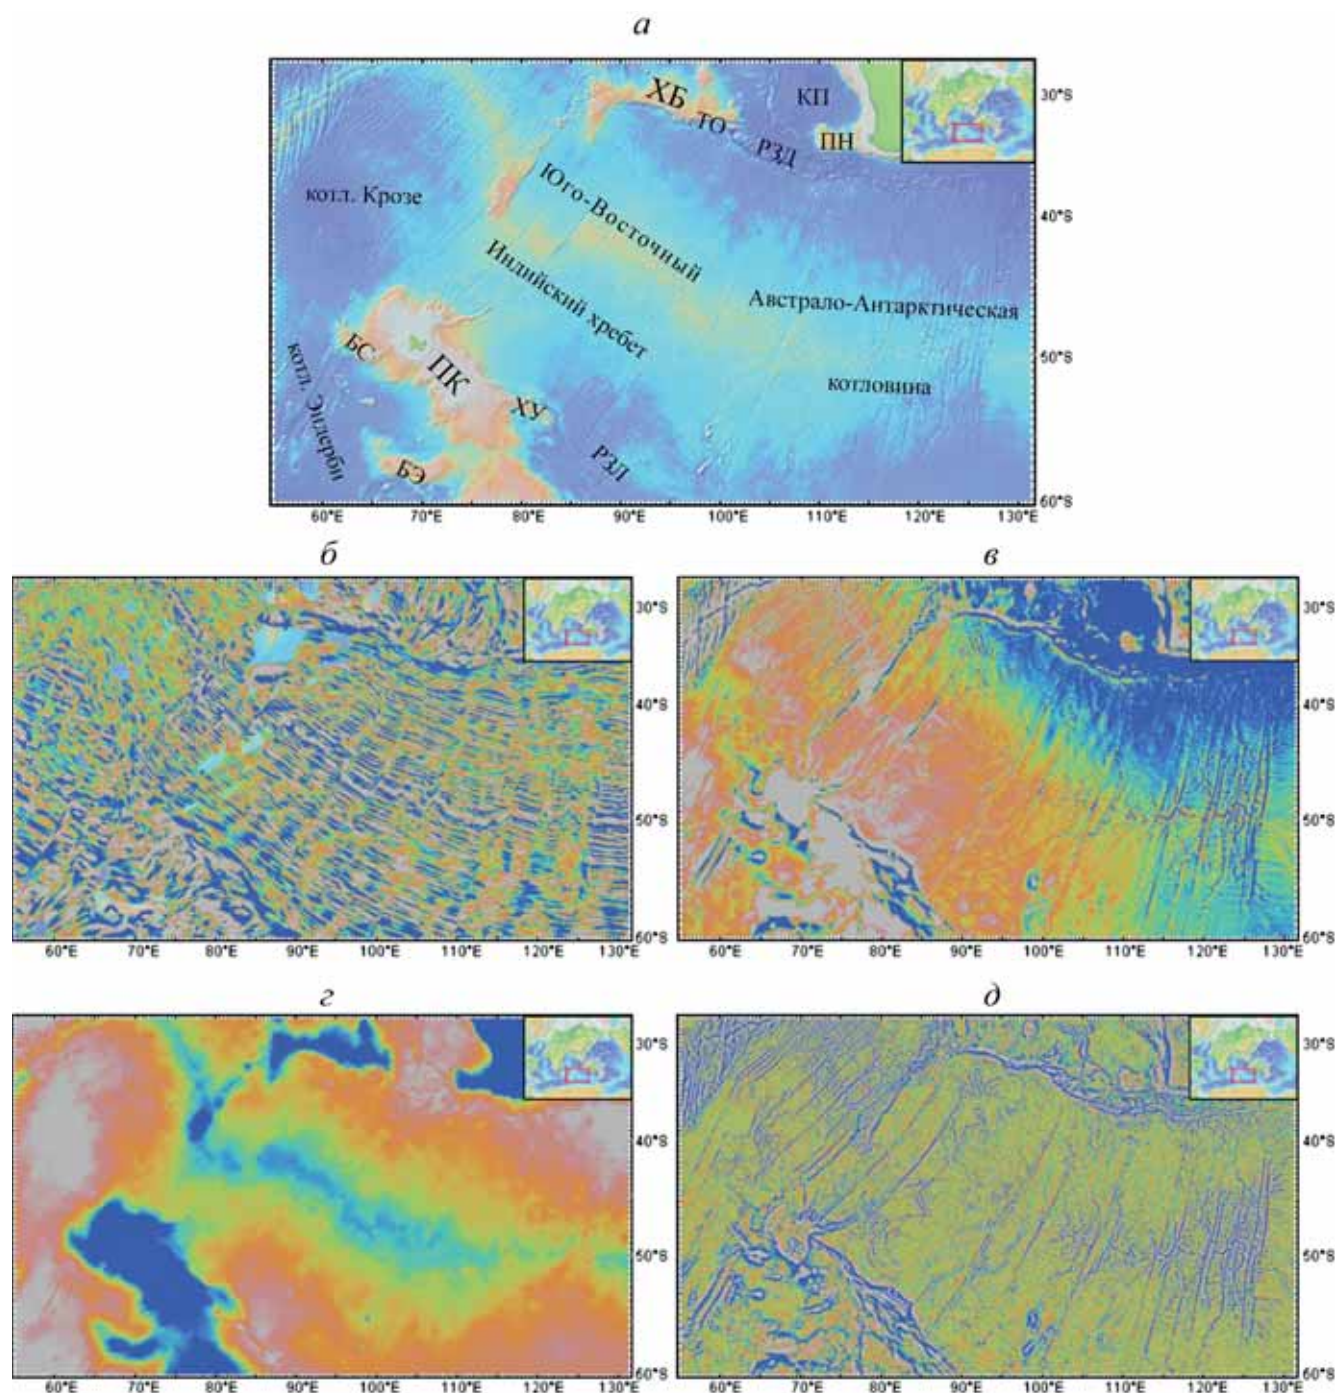 а
ХБ
КП
30°S
ТО
ПН
РЗД
котл. Крозе
Юго-Восточный
40°S
Индийский хребет
Австрало-Антарктическая
БС
50°S
ПК
котловина
котл. Эндерби
ХУ
БЭ
РЗЛ
60°S
60°E 70°E 80°E 90°E 100°E 110°E 120°E 130°E
б в
30°S 30°S
40°S 40°S
50°S 50°S
60°S 60°S
60°E 70°E 80°E 90°E 100°E 110°E 120°E 130°E 60°E 70°E 80°E 90°E 100°E 110°E 120°E 130°E
г д
30°S 30°S
40°S 40°S
50°S 50°S
60°S 60°S
60°E 70°E 80°E 90°E 100°E 110°E 120°E 130°E 60°E 70°E 80°E 90°E 100°E 110°E 120°E 130°E